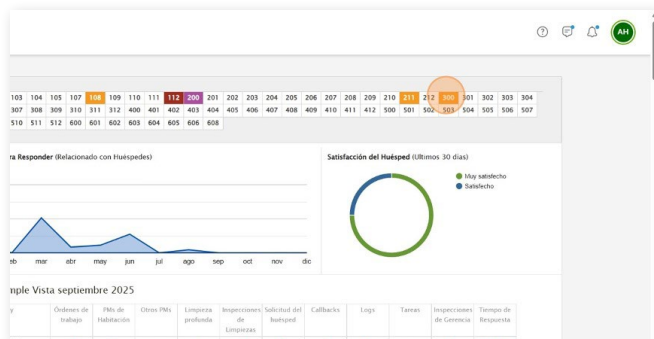 AH
103 104 105 107 108 109 110 111 112 200 201 202 203 204 205 206 207 208 209 210 211 212 300 301 302 303 304
307 308 309 310 311 312 400 401 402 403 404 405 406 407 408 409 410 411 412 500 501 502 503 504 505 506 507
510 511 512 600 601 602 603 604 605 606 608
ra Responder (Relacionado con Huéspedes)
Satisfacción del Huésped (Ultimos 30 dias)
Muy satisfecho
Satisfecho
eb mar abr may jun jul ago sep oct nov dic
mple Vista septiembre 2025
y
Órdenes de trabajo
PMs de Habitación
Otros PMs
Limpieza profunda
Inspecciones de Limpiezas
Solicitud del huésped
Callbacks
Logs
Tareas
Inspecciones de Gerencia
Tiempo de Respuesta